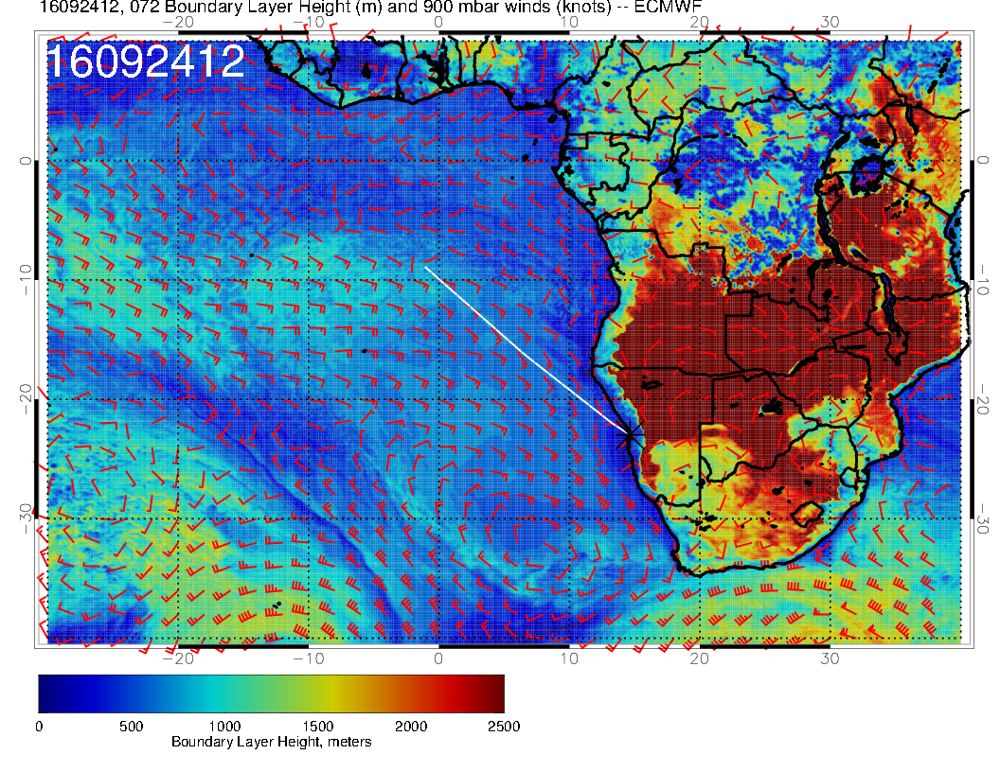 16092412, 072 Boundary Layer Height (m) and 900 mbar winds (knots) -- ECMWF
−20 −10 0 10 20 30
16092412
0 0
−10 −10
−20 −20
−30 −30
−20 −10 0 10 20 30
0 500 1000 1500 2000 2500
Boundary Layer Height, meters